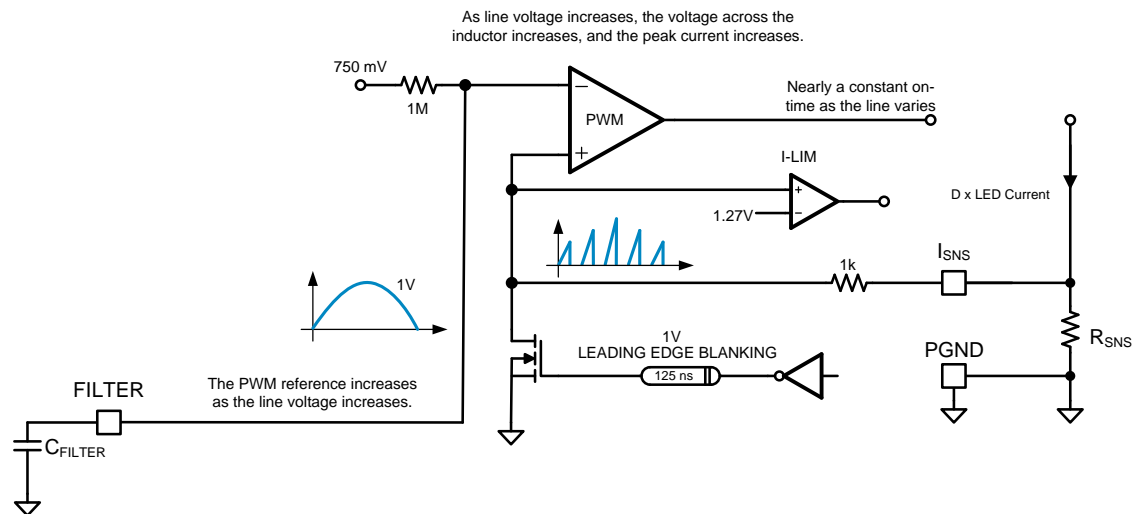 As line voltage increases, the voltage across the
inductor increases, and the peak current increases.
750 mV
1M
PWM
Nearly a constant on-
time as the line varies
I-LIM
1.27V
D x LED Current
1V
1k
ISNS
RSNS
1V
LEADING EDGE BLANKING
125 ns
PGND
The PWM reference increases
as the line voltage increases.
FILTER
CFILTER